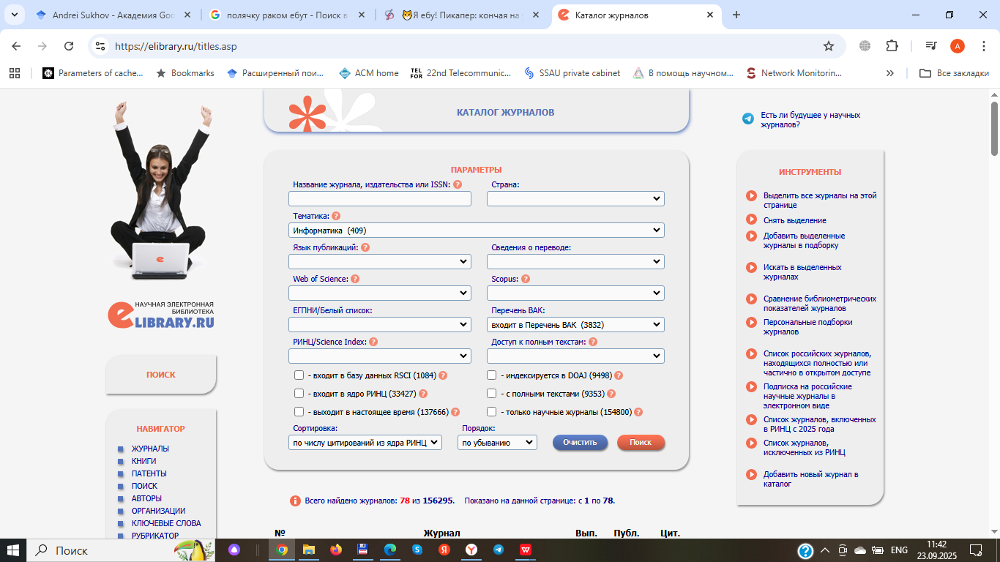 Andrei Sukhov - Академия Goo
полячку раком ебут - Поиск в
🐯Я ебу! Пикапер: кончая на
Каталог журналов
https://elibrary.ru/titles.asp
A
Parameters of cache...
Bookmarks
Расширенный пои...
ACM home
TEL FOR
22nd Telecommunic...
SSAU private cabinet
В помощь научном...
Network Monitorin...
Все закладки
КАТАЛОГ ЖУРНАЛОВ
Есть ли будущее у научных
журналов?
НАУЧНАЯ ЭЛЕКТРОННАЯ
БИБЛИОТЕКА
eLIBRARY.RU
ПОИСК
НАВИГАТОР
ЖУРНАЛЫ
КНИГИ
ПАТЕНТЫ
ПОИСК
АВТОРЫ
ОРГАНИЗАЦИИ
КЛЮЧЕВЫЕ СЛОВА
РУБРИКАТОР
ПАРАМЕТРЫ
Название журнала, издательства или ISSN: ? Страна:
Тематика: ?
Информатика (409)
Язык публикаций: ? Сведения о переводе:
Web of Science: ? Scopus: ?
ЕГПНИ/Белый список: Перечень ВАК:
входит в Перечень ВАК (3832)
РИНЦ/Science Index: ? Доступ к полным текстам: ?
- входит в базу данных RSCI (1084) ? - индексируется в DOAJ (9498) ?
- входит в ядро РИНЦ (33427) ? - с полными текстами (9353) ?
- выходит в настоящее время (137666) ? - только научные журналы (154800) ?
Сортировка: Порядок:
по числу цитирований из ядра РИНЦ по убыванию Очистить Поиск
Всего найдено журналов: 78 из 156295. Показано на данной странице: с 1 по 78.
№ Журнал Вып. Публ. Цит.
ИНСТРУМЕНТЫ
Выделить все журналы на этой
странице
Снять выделение
Добавить выделенные
журналы в подборку
Искать в выделенных
журналах
Сравнение библиометрических
показателей журналов
Персональные подборки
журналов
Список российских журналов,
находящихся полностью или
частично в открытом доступе
Подписка на российские
научные журналы в
электронном виде
Список журналов, включенных
в РИНЦ с 2025 года
Список журналов,
исключенных из РИНЦ
Добавить новый журнал в
каталог
Поиск
ENG
11:42
23.09.2025